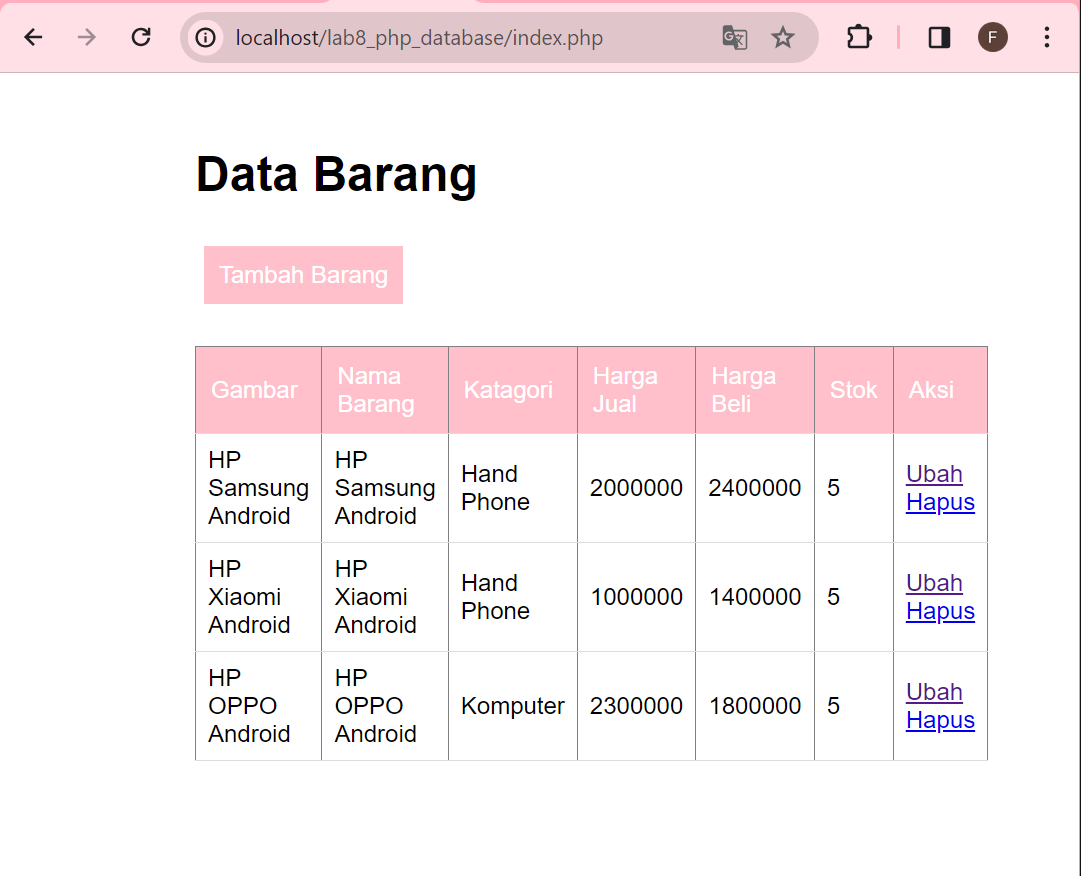 localhost/lab8_php_database/index.php
F
Data Barang
Tambah Barang
Gambar
Nama
Barang
Katagori
Harga
Jual
Harga
Beli
Stok
Aksi
HP
Samsung
Android
HP
Samsung
Android
Hand
Phone
2000000
2400000
5
Ubah
Hapus
HP
Xiaomi
Android
HP
Xiaomi
Android
Hand
Phone
1000000
1400000
5
Ubah
Hapus
HP
OPPO
Android
HP
OPPO
Android
Komputer
2300000
1800000
5
Ubah
Hapus